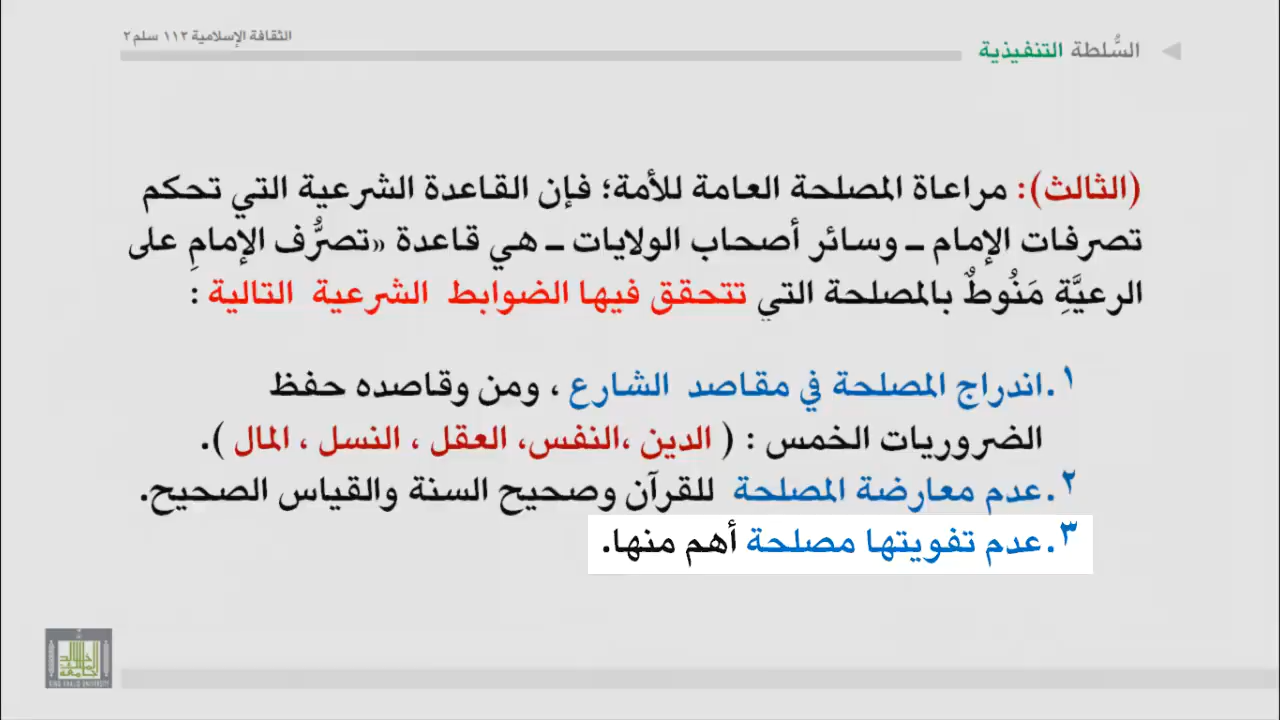 الثقافة الإسلامية ١١٢ سلم ٢
السُّلطة التنفيذية
(الثالث): مراعاة المصلحة العامة للأمة؛ فإن القاعدة الشرعية التي تحكم
تصرفات الإمام ـ وسائر أصحاب الولايات ـ هي قاعدة «تصرُّف الإمامِ على
الرعيَّةِ مَنُوطٌ بالمصلحة التي تتحقق فيها الضوابط الشرعية التالية :
١.اندراج المصلحة في مقاصد الشارع ، ومن وقاصده حفظ
الضروريات الخمس : ( الدين ،النفس، العقل ، النسل ، المال ).
٢.عدم معارضة المصلحة للقرآن وصحيح السنة والقياس الصحيح.
٣.عدم تفويتها مصلحة أهم منها.
KING KHALID UNIVERSITY